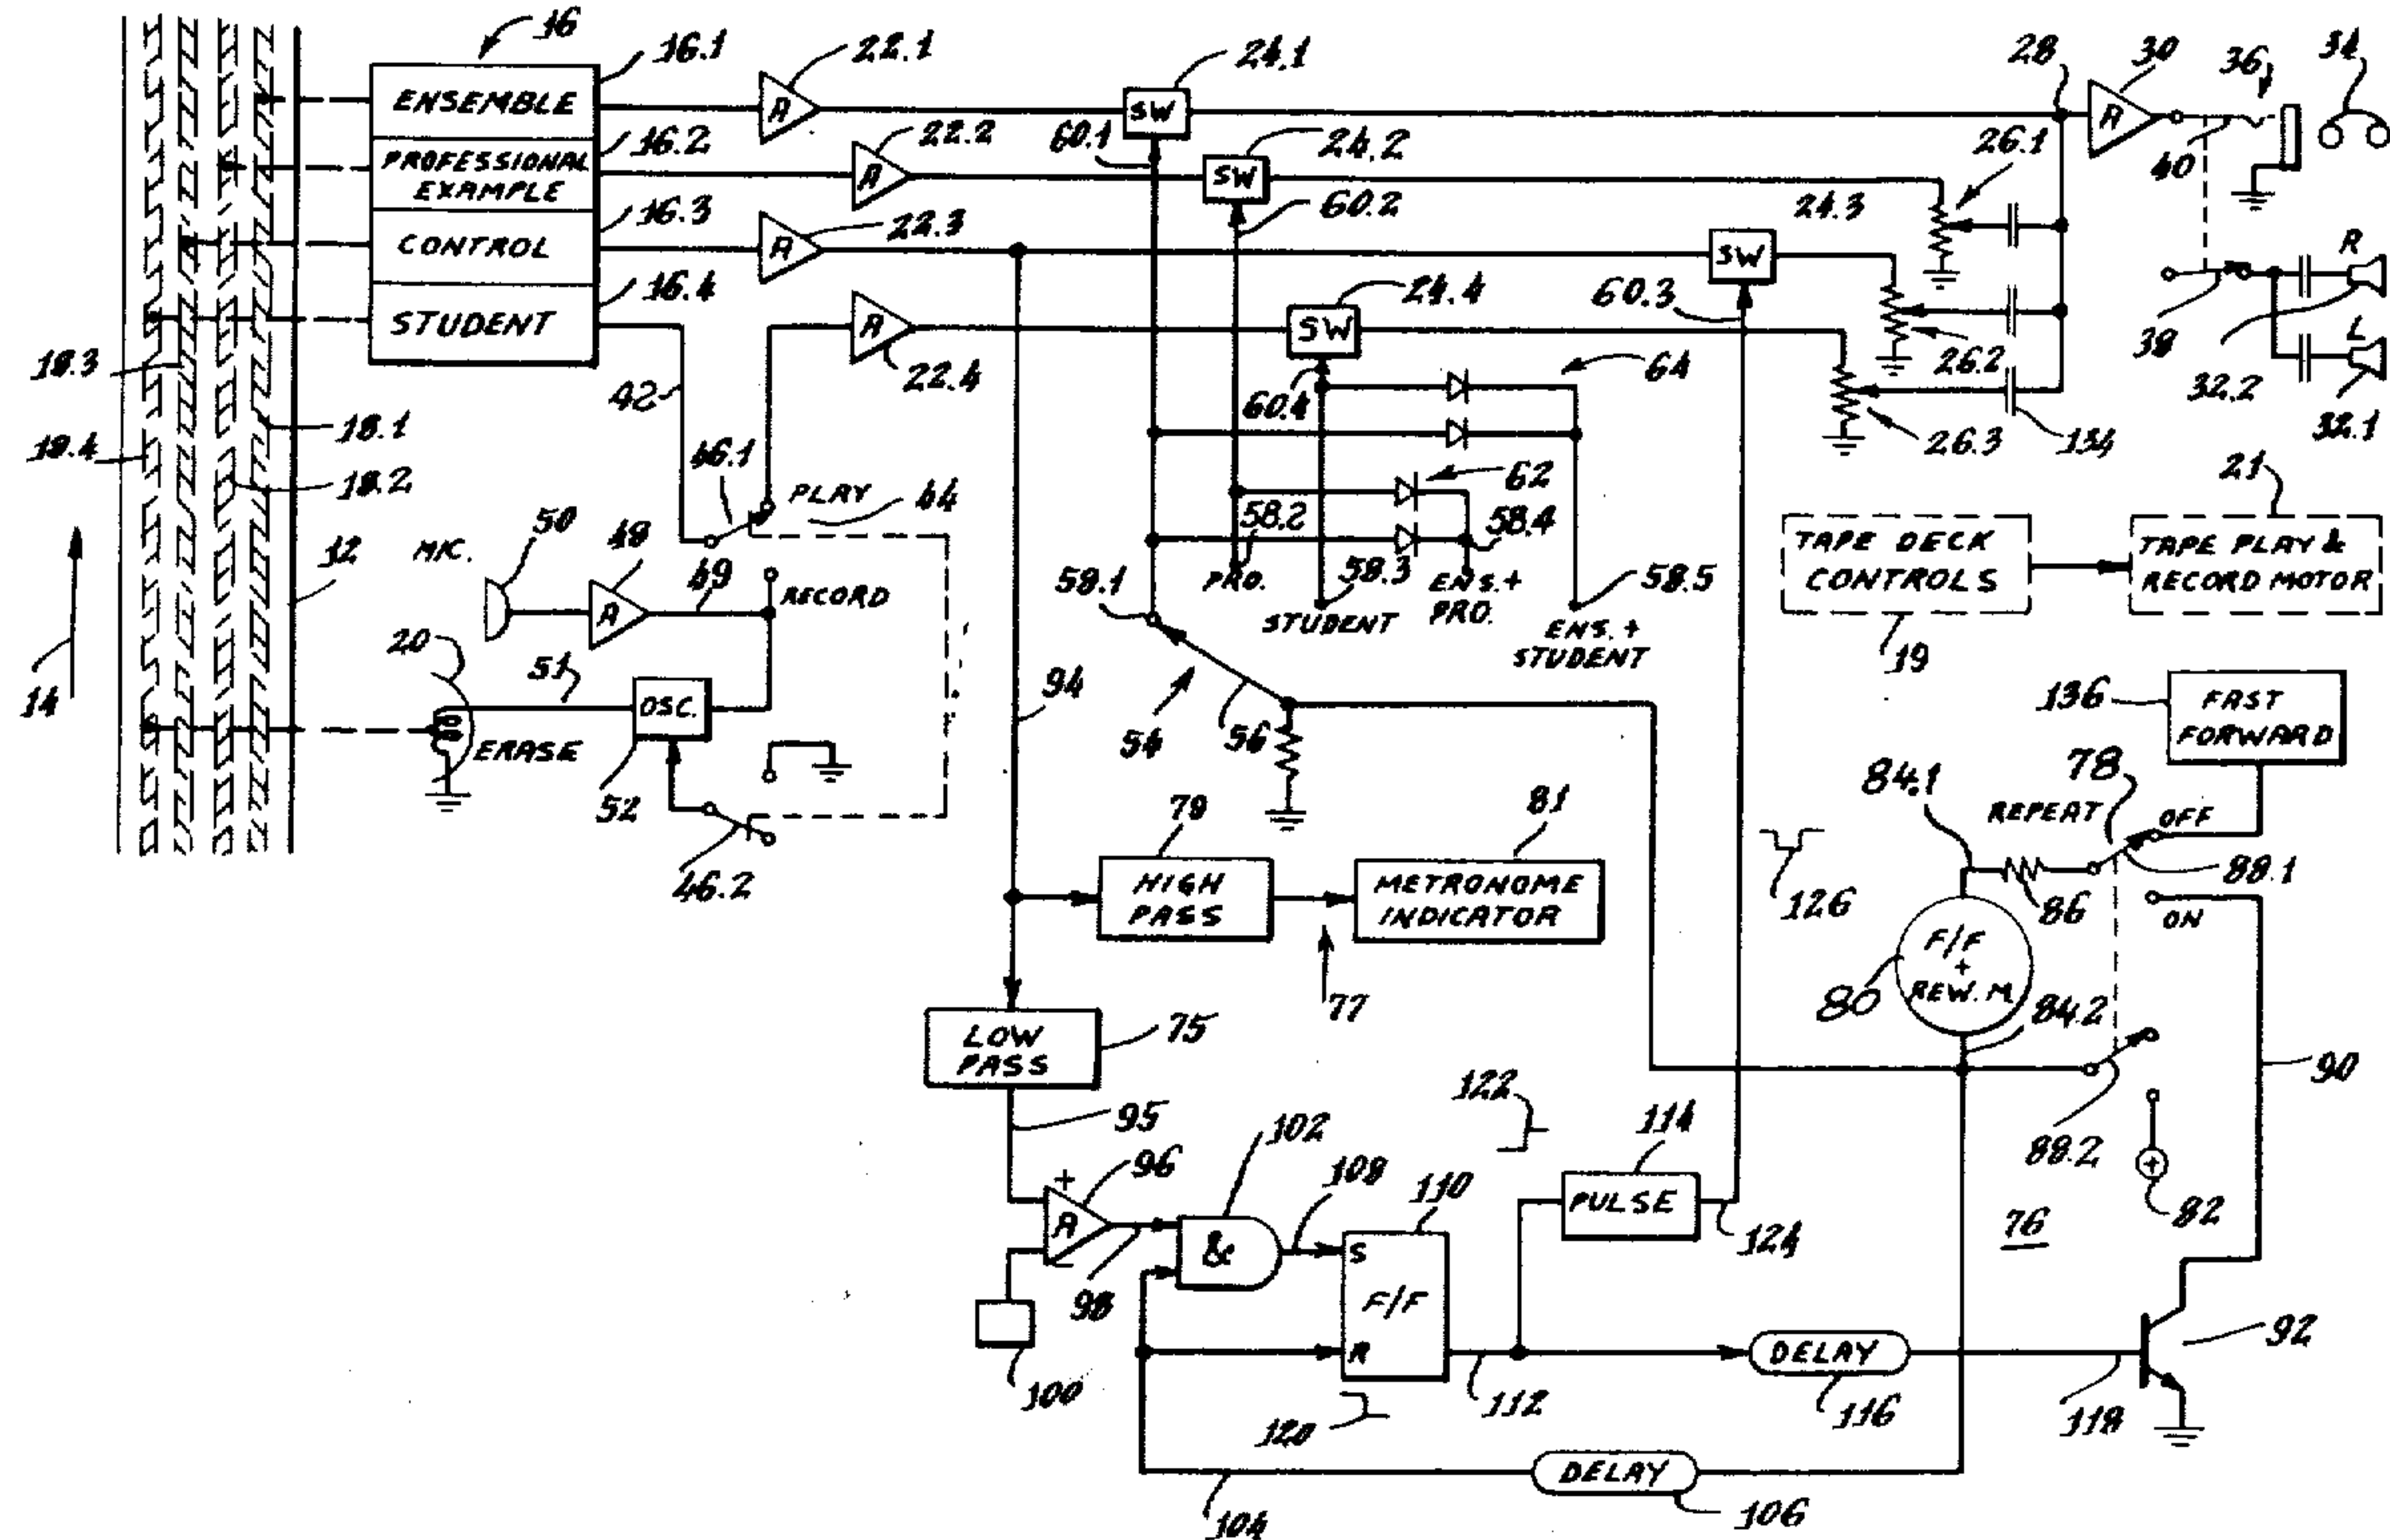 16
16.1
22.1
24.1
28
30
36
34
ENSEMBLE
A
SW
A
60.1
16.2
22.2
24.2
26.1
40
PROFESSIONAL
EXAMPLE
A
SW
60.2
24.3
16.3
22.3
CONTROL
A
SW
R
16.4
24.4
60.3
STUDENT
A
SW
38
L
18.3
42
22.4
60.4
64
26.2
32.2
18.1
26.3
134
32.1
18.4
46.1
62
21
18.2
PLAY
44
58.2
58.4
50
TAPE DECK
CONTROLS
TAPE PLAY &
RECORD MOTOR
12
MIC.
48
49
58.1
PRO.
58.3
ENS. +
PRO.
58.5
A
RECORD
STUDENT
ENS. +
STUDENT
19
20
51
14
94
136
FAST
FORWARD
OSC.
54
56
ERASE
52
84.1
78
REPEAT
OFF
79
81
46.2
HIGH
PASS
METRONOME
INDICATOR
126
86
88.1
ON
F/F
+
REW. M.
80
77
84.2
LOW
PASS
75
90
122
95
114
102
88.2
+
96
108
110
A
PULSE
82
+
&
S
124
76
-
98
F/F
92
R
DELAY
100
112
116
118
120
DELAY
104
106